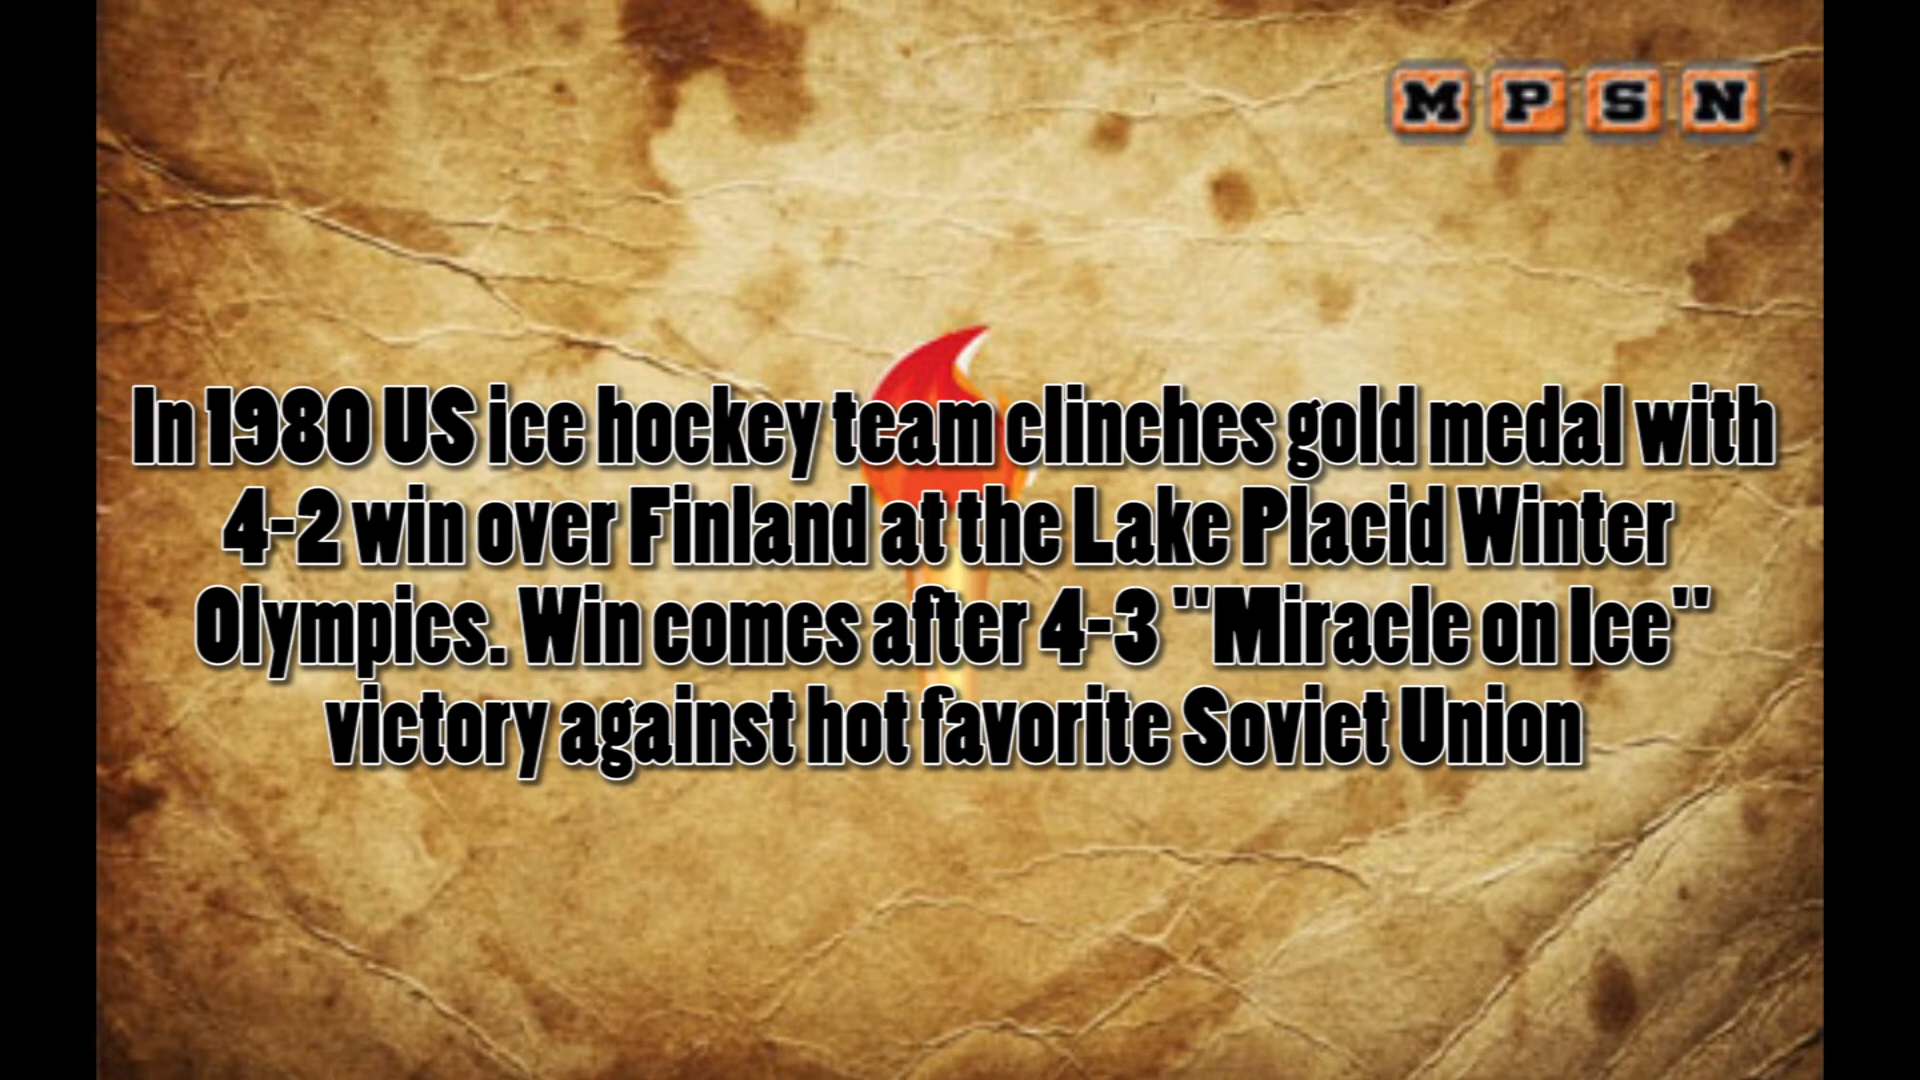 M P S N
In 1980 US ice hockey team clinches gold medal with
4-2 win over Finland at the Lake Placid Winter
Olympics. Win comes after 4-3 "Miracle on Ice"
victory against hot favorite Soviet Union